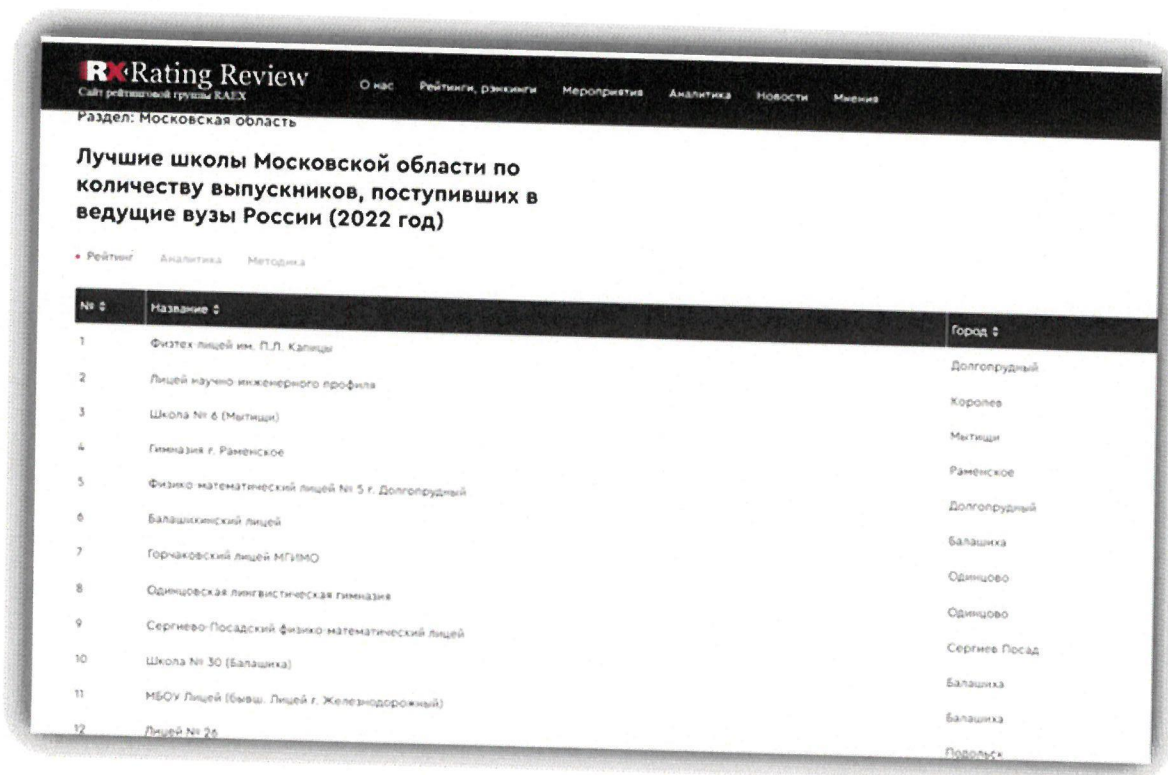 RX Rating Review
Сайт рейтинговой группы RAEX
О нас Рейтинги, рэнкинги Мероприятия Аналитика Новости Мнения
Раздел: Московская область
Лучшие школы Московской области по
количеству выпускников, поступивших в
ведущие вузы России (2022 год)
• Рейтинг Аналитика Методика
№ Название Город
1 Физтех-лицей им. П.Л. Капицы Долгопрудный
2 Лицей научно-инженерного профиля Королев
3 Школа № 6 (Мытищи) Мытищи
4 Гимназия г. Раменское Раменское
5 Физико-математический лицей № 5 г. Долгопрудный Долгопрудный
6 Балашихинский лицей Балашиха
7 Горчаковский лицей МГИМО Одинцово
8 Одинцовская лингвистическая гимназия Одинцово
9 Сергиево-Посадский физико-математический лицей Сергиев Посад
10 Школа № 30 (Балашиха) Балашиха
11 МБОУ Лицей (бывш. Лицей г. Железнодорожный) Балашиха
12 Лицей № 26 Подольск